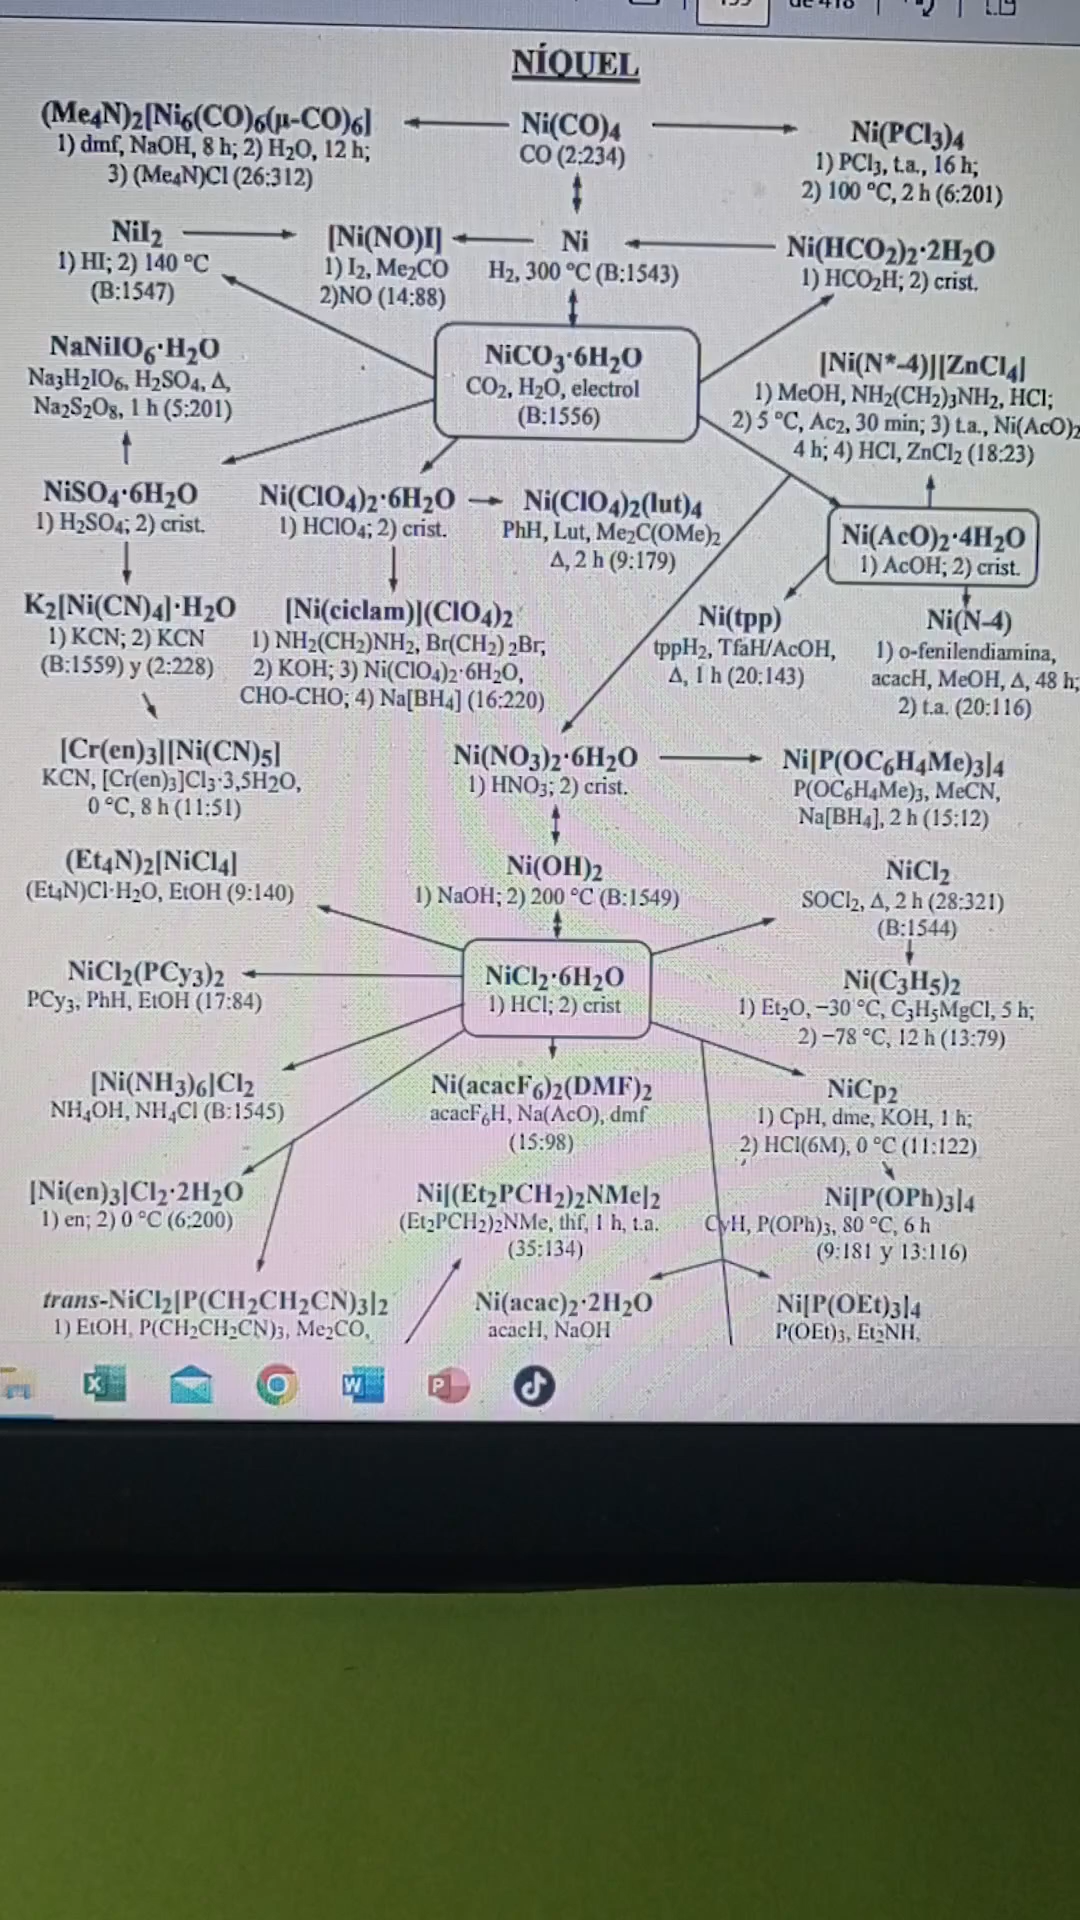 de 418
NÍQUEL
(Me4N)2[Ni6(CO)6(µ-CO)6]
1) dmf, NaOH, 8 h; 2) H2O, 12 h;
3) (Me4N)Cl (26:312)
Ni(CO)4
CO (2:234)
Ni(PCl3)4
1) PCl3, t.a., 16 h;
2) 100 °C, 2 h (6:201)
NiI2
1) HI; 2) 140 °C
(B:1547)
[Ni(NO)I]
1) I2, Me2CO
2)NO (14:88)
Ni
H2, 300 °C (B:1543)
Ni(HCO2)2·2H2O
1) HCO2H; 2) crist.
NaNiIO6·H2O
Na3H2IO6, H2SO4, Δ,
Na2S2O8, 1 h (5:201)
NiCO3·6H2O
CO2, H2O, electrol
(B:1556)
[Ni(N*-4)][ZnCl4]
1) MeOH, NH2(CH2)3NH2, HCl;
2) 5 °C, Ac2, 30 min; 3) t.a., Ni(AcO)2
4 h; 4) HCl, ZnCl2 (18:23)
NiSO4·6H2O
1) H2SO4; 2) crist.
Ni(ClO4)2·6H2O
1) HClO4; 2) crist.
Ni(ClO4)2(lut)4
PhH, Lut, Me2C(OMe)2
Δ, 2 h (9:179)
Ni(AcO)2·4H2O
1) AcOH; 2) crist.
K2[Ni(CN)4]·H2O
1) KCN; 2) KCN
(B:1559) y (2:228)
[Ni(ciclam)](ClO4)2
1) NH2(CH2)NH2, Br(CH2)2Br,
2) KOH; 3) Ni(ClO4)2·6H2O,
CHO-CHO; 4) Na[BH4] (16:220)
Ni(tpp)
tppH2, TfaH/AcOH,
Δ, 1 h (20:143)
Ni(N-4)
1) o-fenilendiamina,
acacH, MeOH, Δ, 48 h;
2) t.a. (20:116)
[Cr(en)3][Ni(CN)5]
KCN, [Cr(en)3]Cl3·3,5H2O,
0 °C, 8 h (11:51)
Ni(NO3)2·6H2O
1) HNO3; 2) crist.
Ni[P(OC6H4Me)3]4
P(OC6H4Me)3, MeCN,
Na[BH4], 2 h (15:12)
(Et4N)2[NiCl4]
(Et4N)Cl·H2O, EtOH (9:140)
Ni(OH)2
1) NaOH; 2) 200 °C (B:1549)
NiCl2
SOCl2, Δ, 2 h (28:321)
(B:1544)
NiCl2(PCy3)2
PCy3, PhH, EtOH (17:84)
NiCl2·6H2O
1) HCl; 2) crist
Ni(C3H5)2
1) Et2O, −30 °C, C3H5MgCl, 5 h;
2) −78 °C, 12 h (13:79)
[Ni(NH3)6]Cl2
NH4OH, NH4Cl (B:1545)
Ni(acacF6)2(DMF)2
acacF6H, Na(AcO), dmf
(15:98)
NiCp2
1) CpH, dme, KOH, 1 h;
2) HCl(6M), 0 °C (11:122)
[Ni(en)3]Cl2·2H2O
1) en; 2) 0 °C (6:200)
Ni[(Et2PCH2)2NMe]2
(Et2PCH2)2NMe, thf, 1 h, t.a.
(35:134)
Ni[P(OPh)3]4
CyH, P(OPh)3, 80 °C, 6 h
(9:181 y 13:116)
trans-NiCl2[P(CH2CH2CN)3]2
1) EtOH, P(CH2CH2CN)3, Me2CO,
Ni(acac)2·2H2O
acacH, NaOH
Ni[P(OEt)3]4
P(OEt)3, Et2NH,